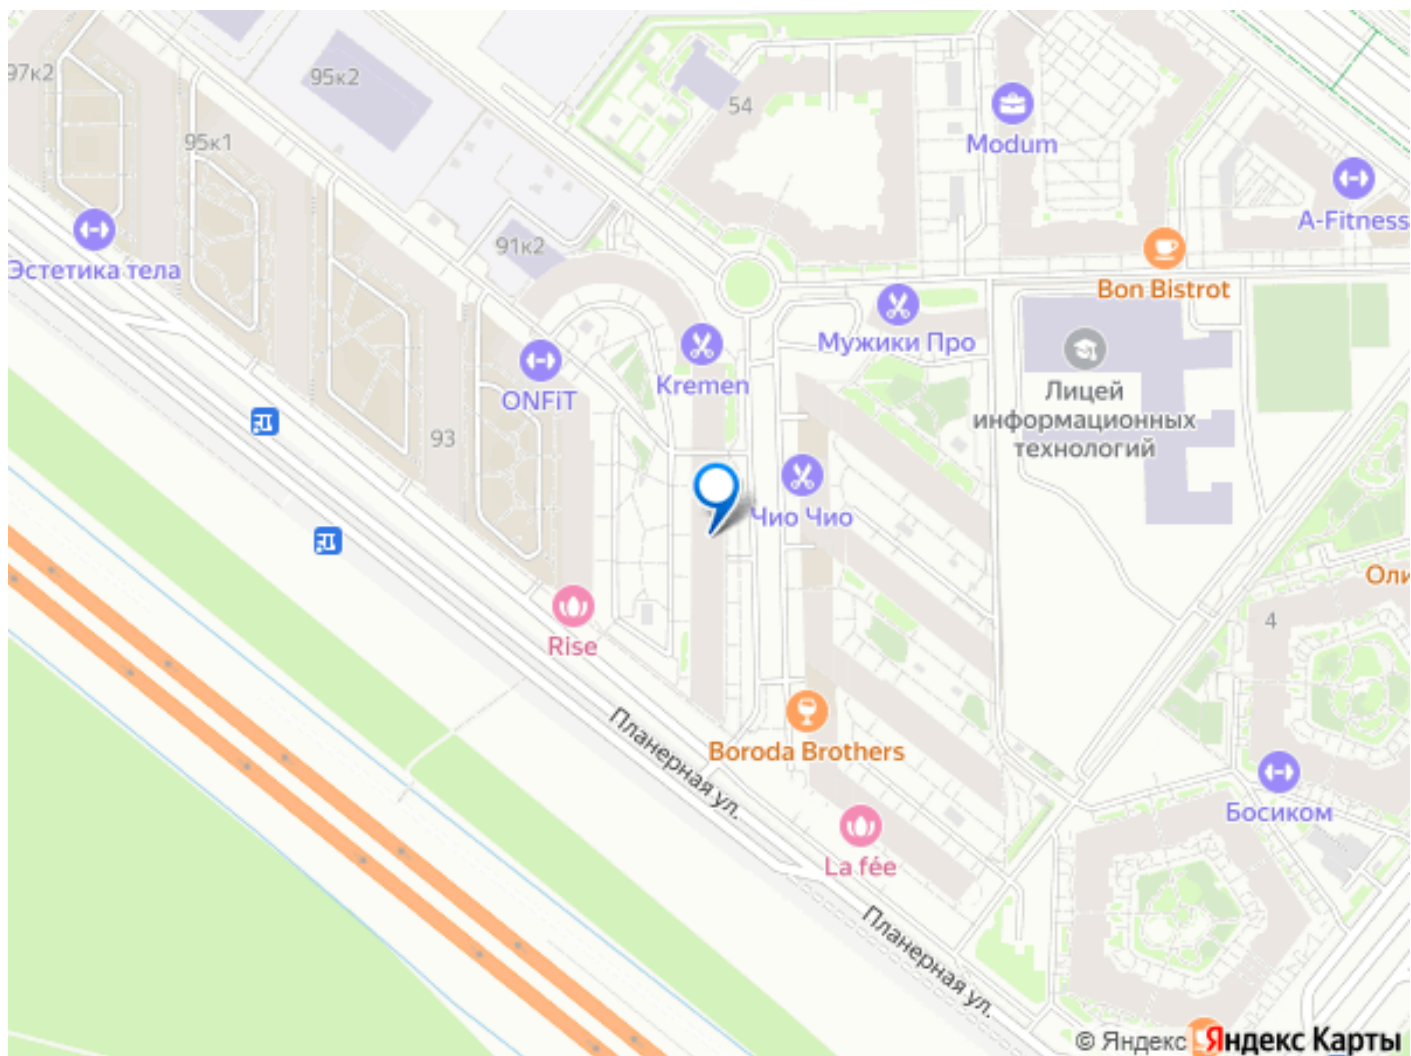 97к2
95к2
54
Modum
95к1
A-Fitness
Эстетика тела
91к2
Bon Bistrot
Мужики Про
Kremen
ONFiT
Лицей
информационных
технологий
93
Чио Чио
Оли
4
Rise
Планерная ул.
Boroda Brothers
Босиком
La fée
Планерная ул.
© Яндекс Яндекс Карты